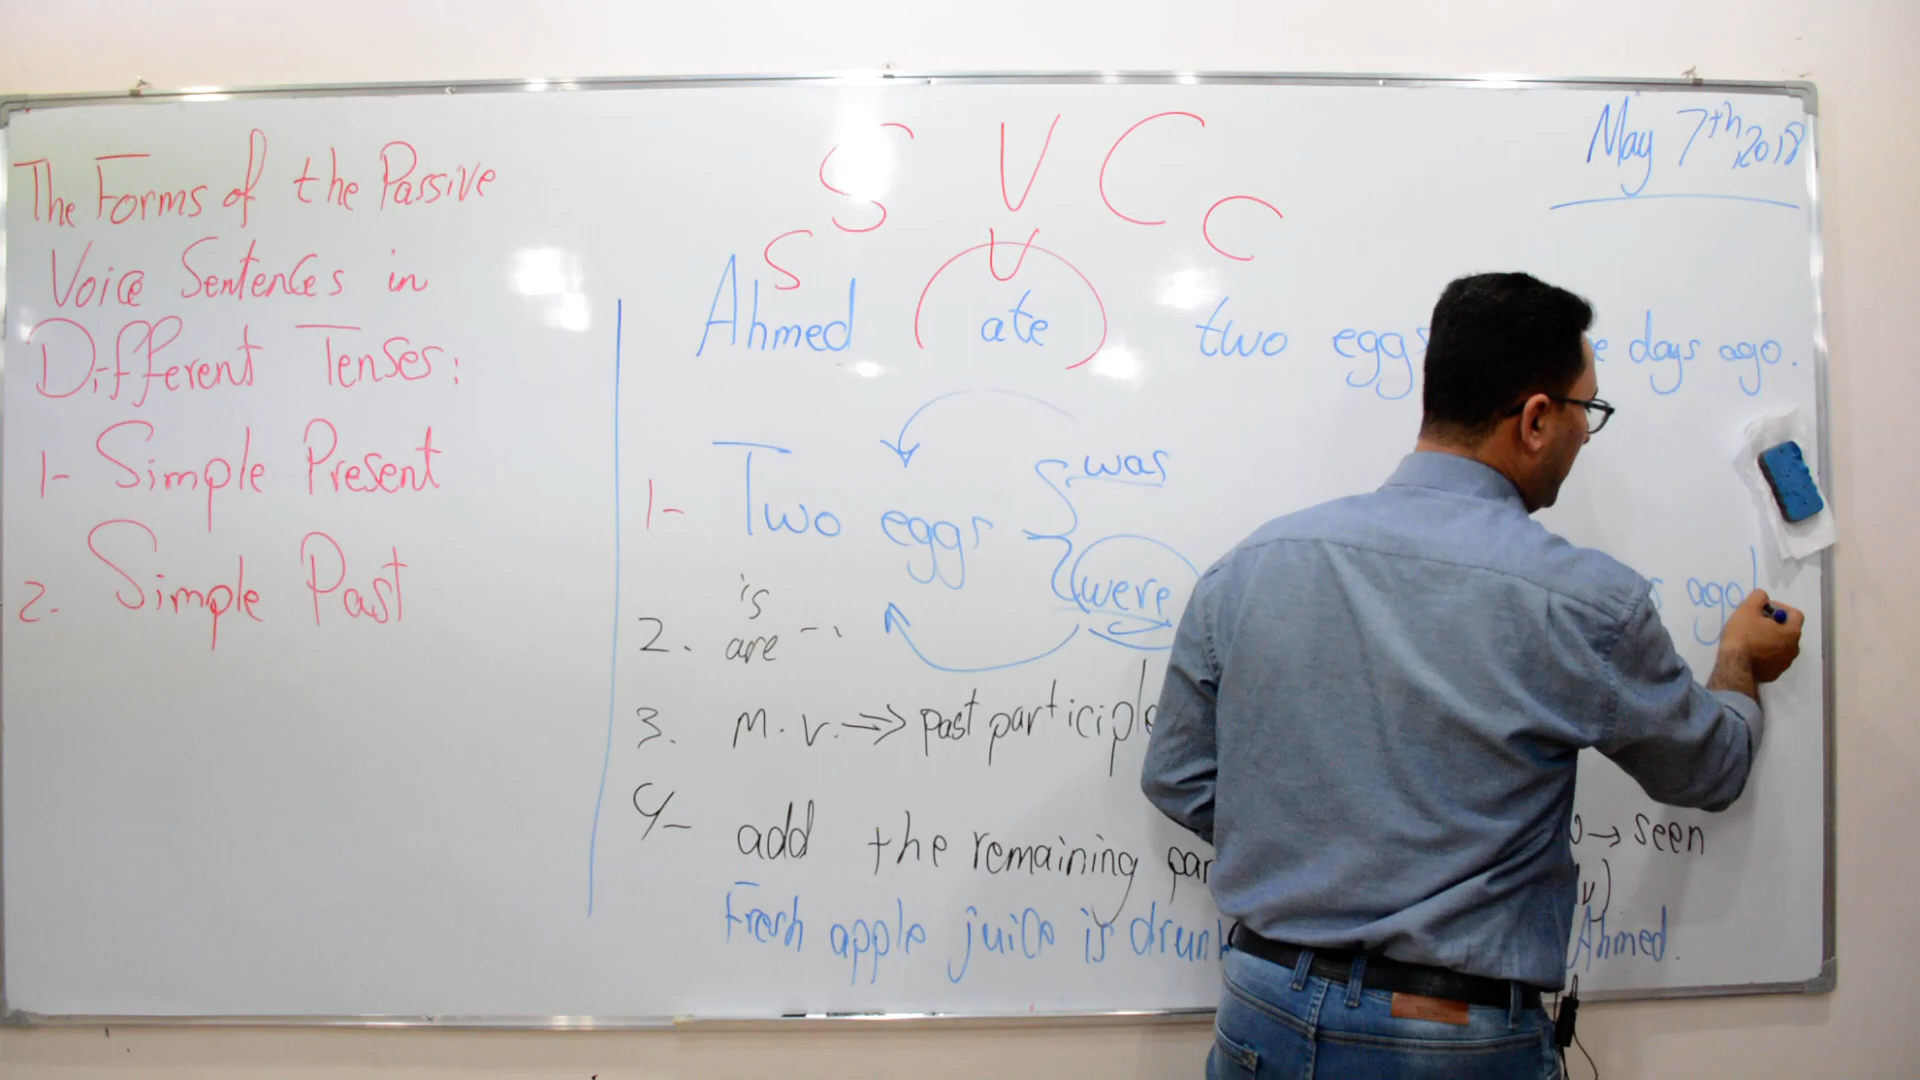 The Forms of the Passive
Voice Sentences in
Different Tenses:
1- Simple Present
2- Simple Past
May 7th, 2018
S V C C
S V
Ahmed ate two eggs days ago.
1- Two eggs was
were ago
is
2. are
3. m.v. => past participle
4- add the remaining
→ seen
Fresh apple juice is Ahmed.